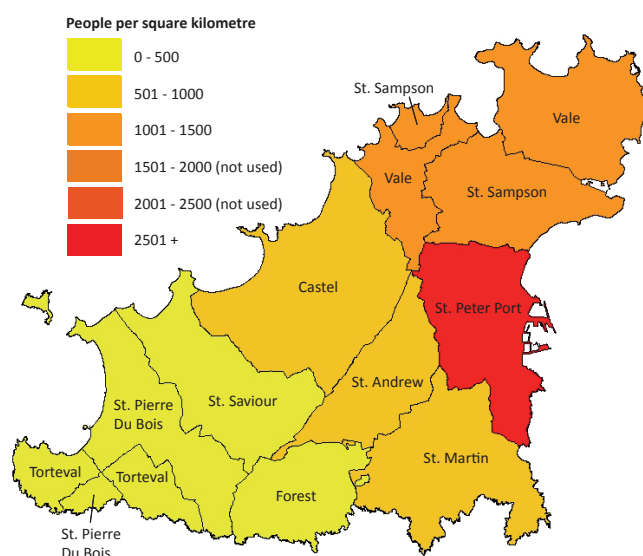 People per square kilometre
0 - 500
501 - 1000
1001 - 1500
1501 - 2000 (not used)
2001 - 2500 (not used)
2501 +
St. Sampson
Vale
Vale
St. Sampson
Castel
St. Peter Port
St. Andrew
St. Saviour
St. Pierre
Du Bois
St. Martin
Torteval
Torteval
Forest
St. Pierre
Du Bois